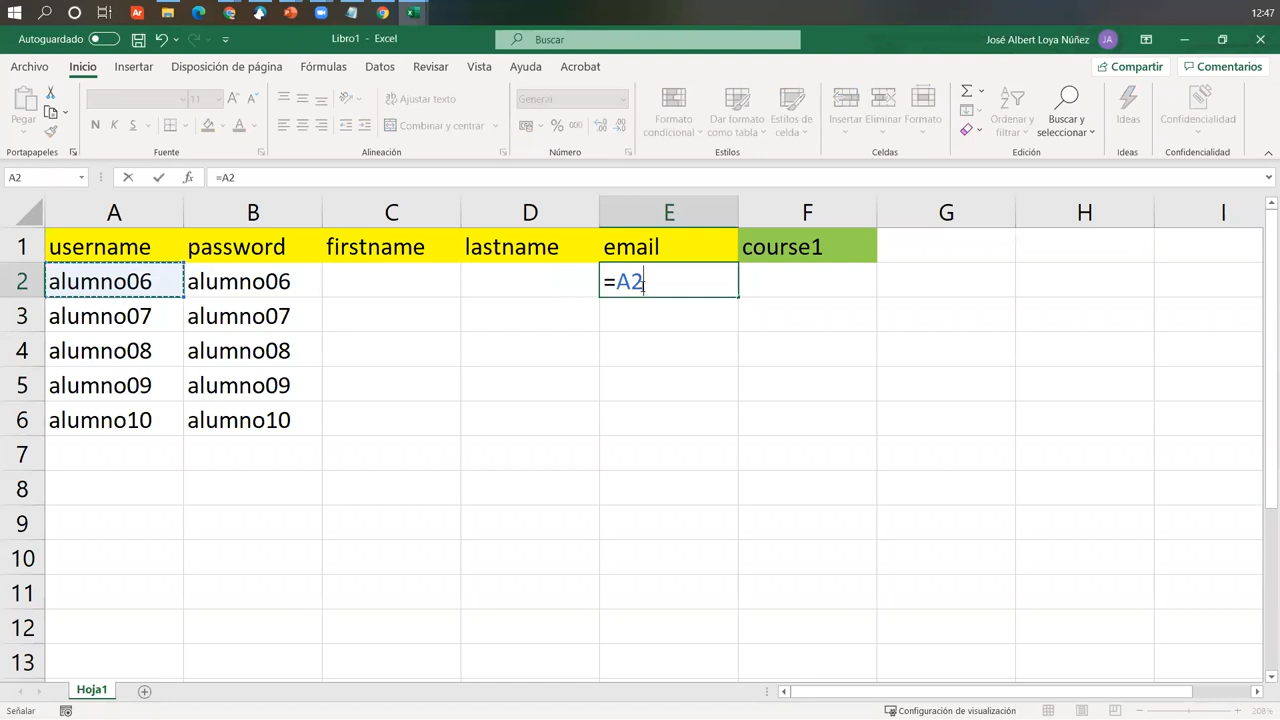 12:47
Autoguardado
Libro1 - Excel
Buscar
José Albert Loya Núñez
JA
Archivo Inicio Insertar Disposición de página Fórmulas Datos Revisar Vista Ayuda Acrobat
Compartir Comentarios
Pegar
11
N K S
A A
Ajustar texto
Combinar y centrar
General
% 000
Formato condicional
Dar formato como tabla
Estilos de celda
Insertar Eliminar Formato
Ordenar y filtrar
Buscar y seleccionar
Ideas
Confidencialidad
Portapapeles Fuente Alineación Número Estilos Celdas Edición Ideas Confidencialidad
A2 fx =A2
A B C D E F G H I
1 username password firstname lastname email course1
2 alumno06 alumno06 =A2
3 alumno07 alumno07
4 alumno08 alumno08
5 alumno09 alumno09
6 alumno10 alumno10
7
8
9
10
11
12
13
Hoja1
Señalar Configuración de visualización 208%